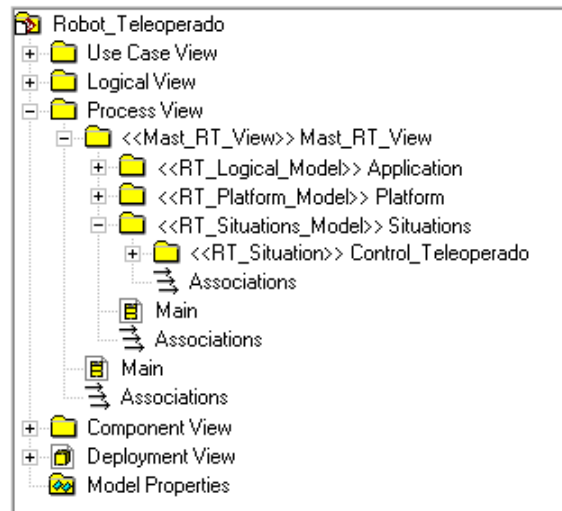 Robot_Teleoperado
Use Case View
Logical View
Process View
<<Mast_RT_View>> Mast_RT_View
<<RT_Logical_Model>> Application
<<RT_Platform_Model>> Platform
<<RT_Situations_Model>> Situations
<<RT_Situation>> Control_Teleoperado
Associations
Main
Associations
Main
Associations
Component View
Deployment View
Model Properties